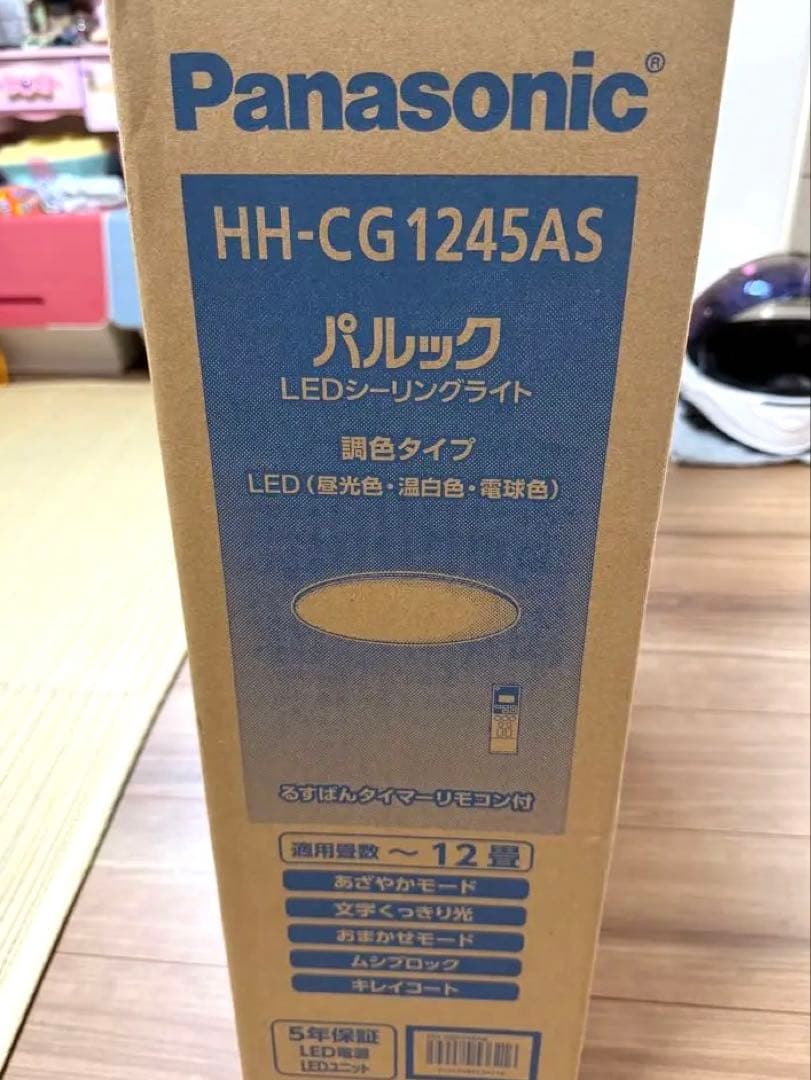 Panasonic®
HH-CG1245AS
パルック
LEDシーリングライト
調色タイプ
LED(昼光色・温白色・電球色)
るすばんタイマーリモコン付
適用畳数 ～12畳
あざやかモード
文字くっきり光
おまかせモード
ムシブロック
キレイコート
5年保証
LED電源
LEDユニット